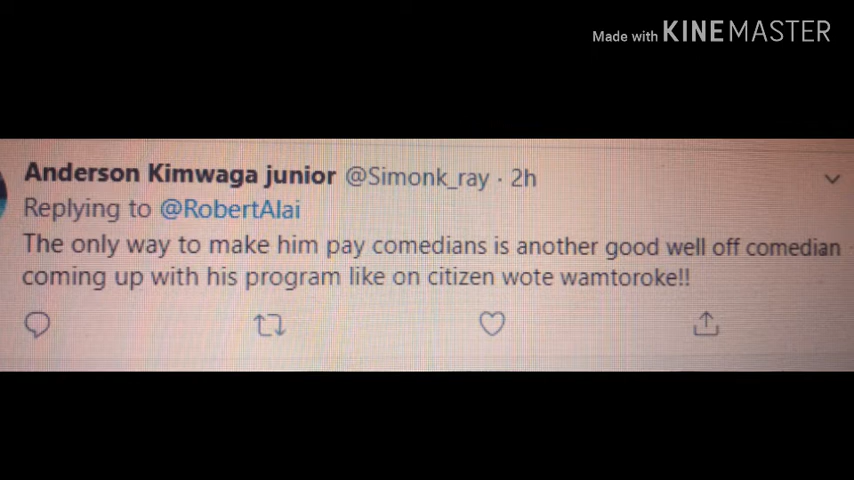 Made with KINEMASTER
Anderson Kimwaga junior @Simonk_ray · 2h
Replying to @RobertAlai
The only way to make him pay comedians is another good well off comedian
coming up with his program like on citizen wote wamtoroke!!